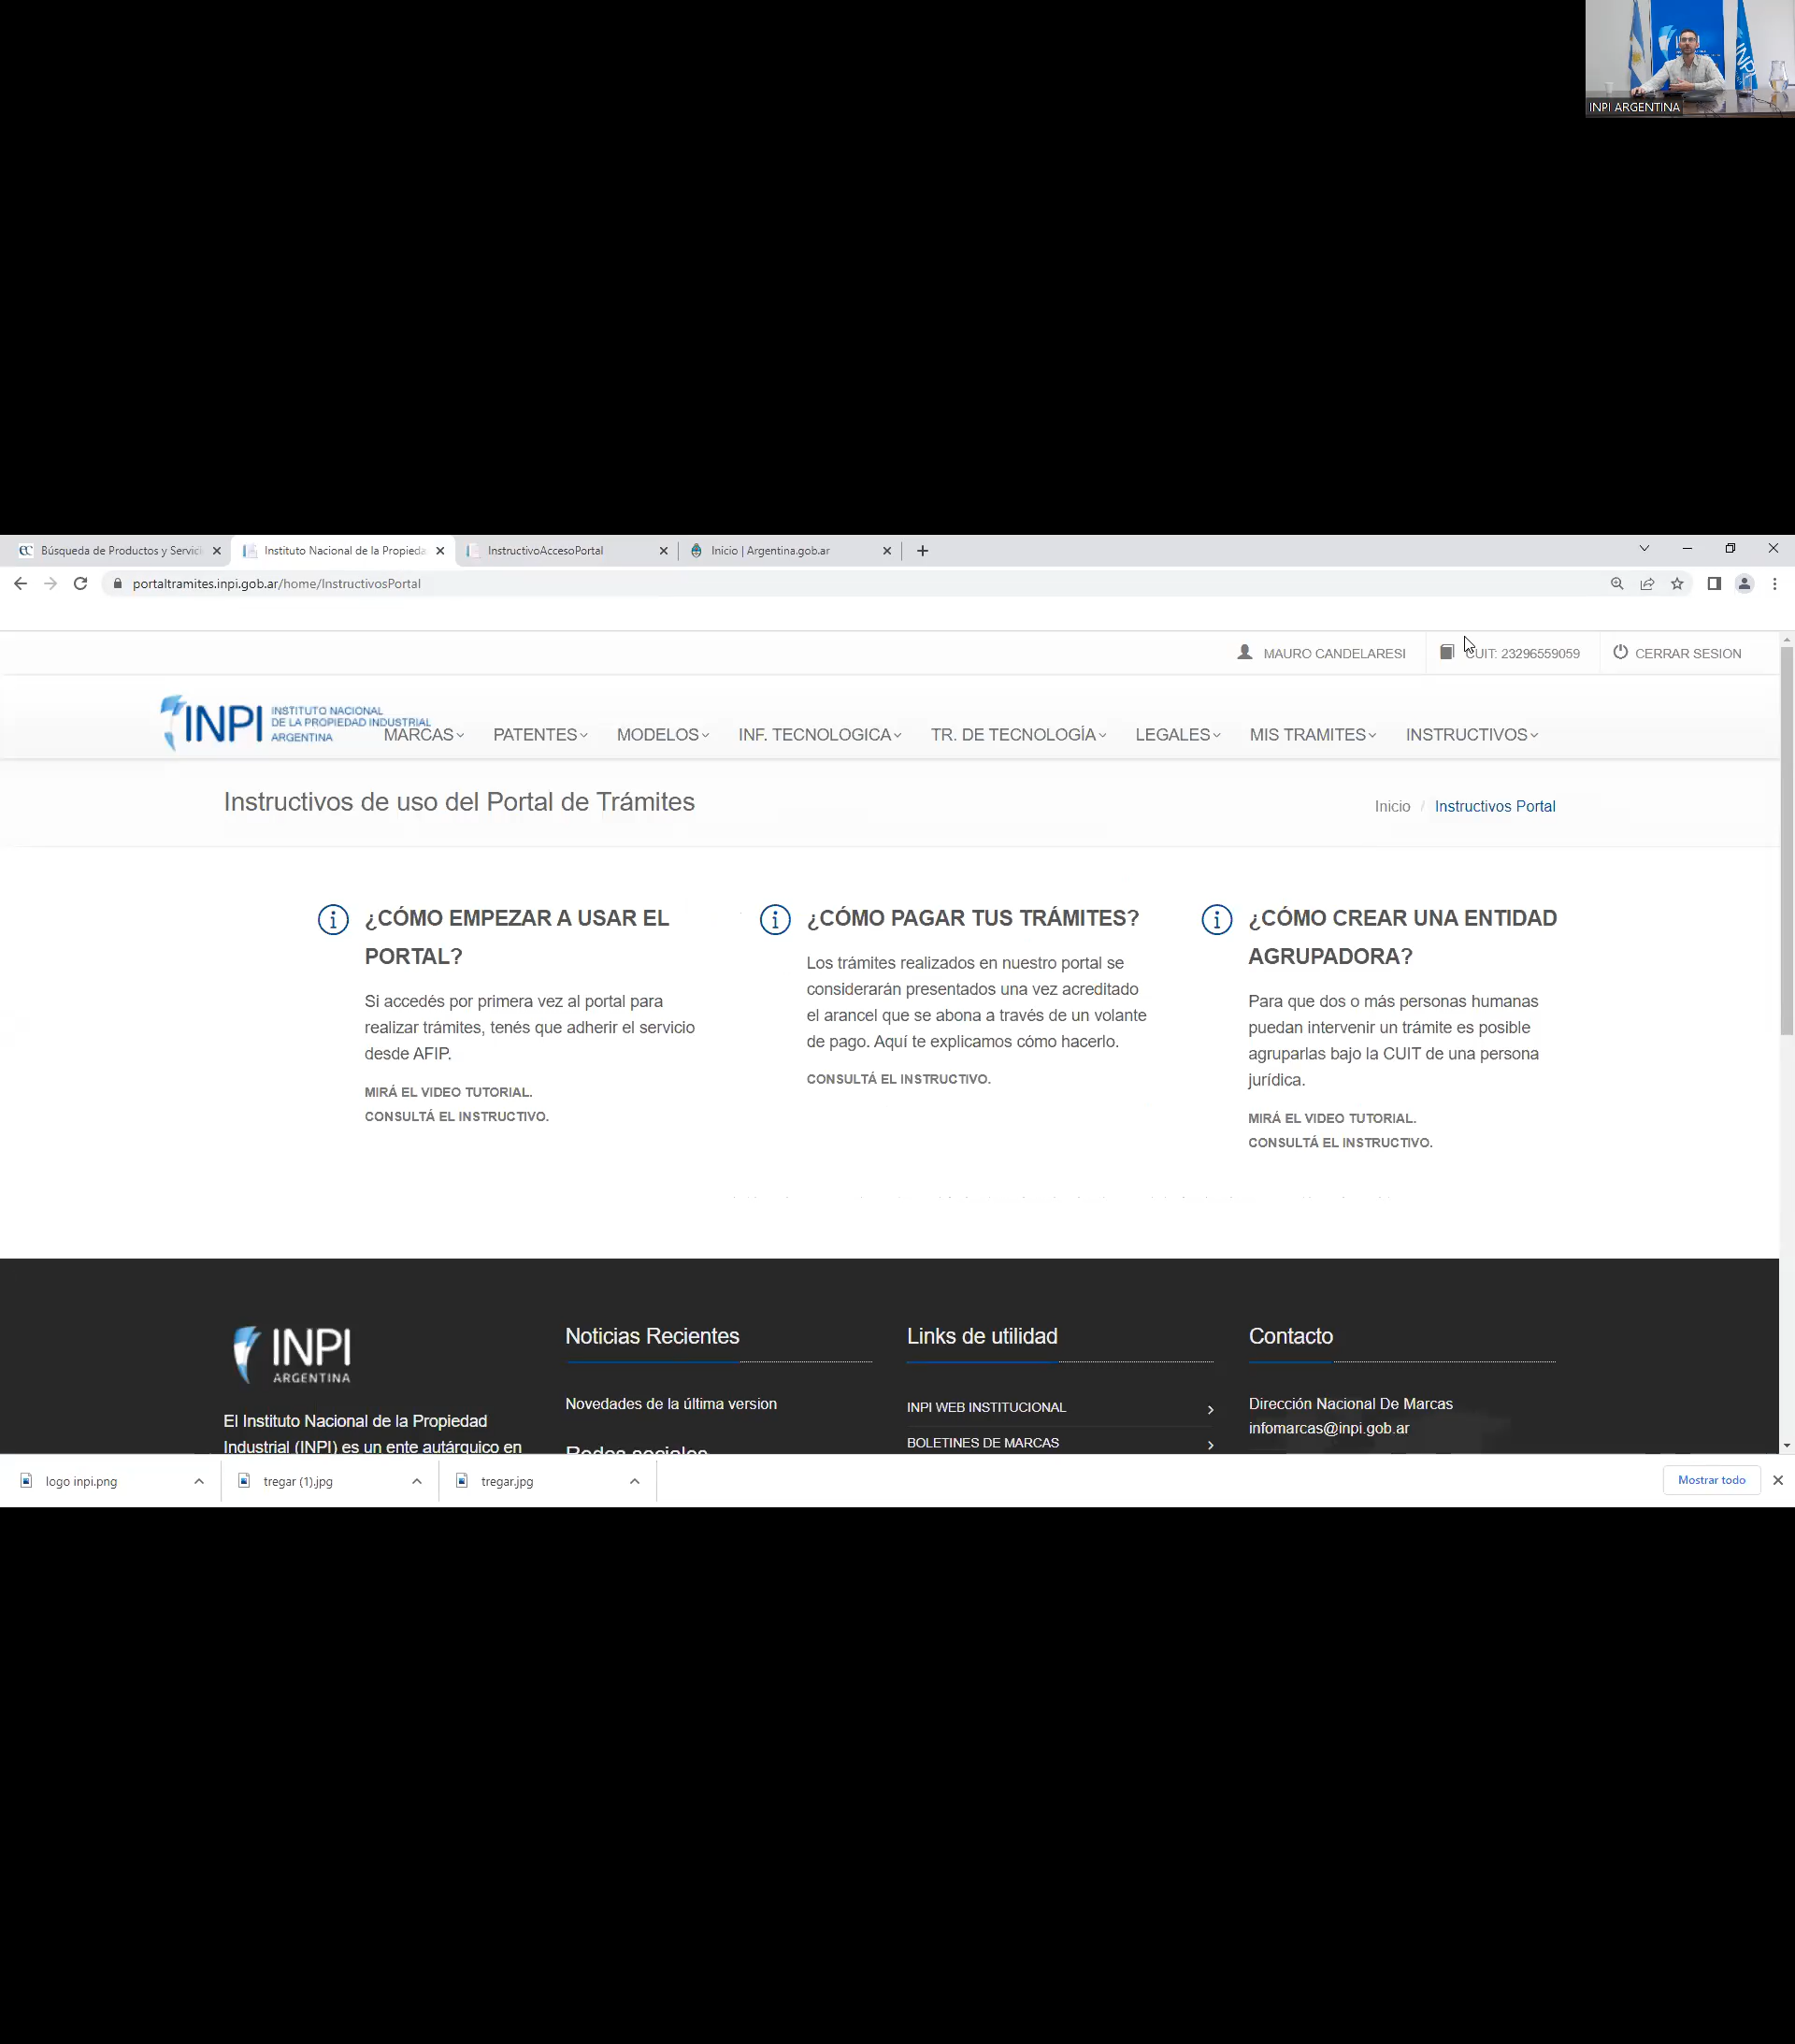 INPI
INPI ARGENTINA
Búsqueda de Productos y Servici
Instituto Nacional de la Propieda
InstructivoAccesoPortal
Inicio | Argentina.gob.ar
portaltramites.inpi.gob.ar/home/InstructivosPortal
MAURO CANDELARESI
CUIT: 23296559059
CERRAR SESION
INPI
INSTITUTO NACIONAL
DE LA PROPIEDAD INDUSTRIAL
ARGENTINA
MARCAS
PATENTES
MODELOS
INF. TECNOLOGICA
TR. DE TECNOLOGÍA
LEGALES
MIS TRAMITES
INSTRUCTIVOS
Instructivos de uso del Portal de Trámites
Inicio / Instructivos Portal
¿CÓMO EMPEZAR A USAR EL
PORTAL?
Si accedés por primera vez al portal para
realizar trámites, tenés que adherir el servicio
desde AFIP.
MIRÁ EL VIDEO TUTORIAL.
CONSULTÁ EL INSTRUCTIVO.
¿CÓMO PAGAR TUS TRÁMITES?
Los trámites realizados en nuestro portal se
considerarán presentados una vez acreditado
el arancel que se abona a través de un volante
de pago. Aquí te explicamos cómo hacerlo.
CONSULTÁ EL INSTRUCTIVO.
¿CÓMO CREAR UNA ENTIDAD
AGRUPADORA?
Para que dos o más personas humanas
puedan intervenir un trámite es posible
agruparlas bajo la CUIT de una persona
jurídica.
MIRÁ EL VIDEO TUTORIAL.
CONSULTÁ EL INSTRUCTIVO.
INPI
ARGENTINA
El Instituto Nacional de la Propiedad
Industrial (INPI) es un ente autárquico en
Noticias Recientes
Novedades de la última version
Redes sociales
Links de utilidad
INPI WEB INSTITUCIONAL
BOLETINES DE MARCAS
Contacto
Dirección Nacional De Marcas
infomarcas@inpi.gob.ar
logo inpi.png
tregar (1).jpg
tregar.jpg
Mostrar todo